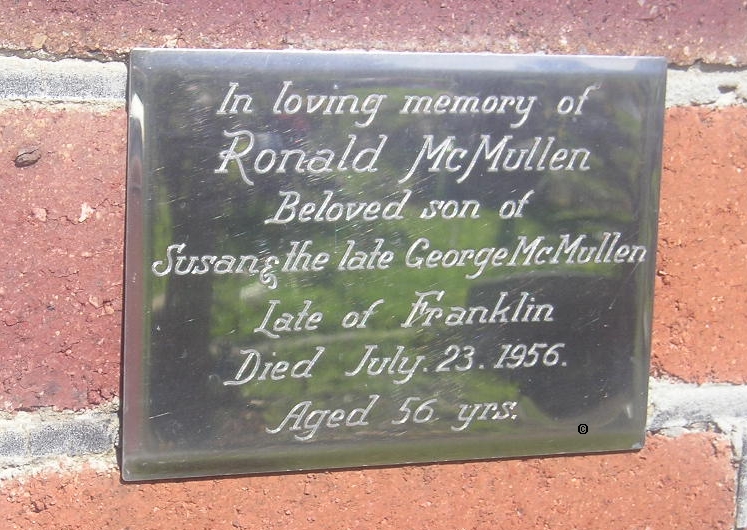 In loving memory of
Ronald McMullen
Beloved son of
Susan & the late George McMullen
Late of Franklin
Died July. 23. 1956.
Aged 56 yrs.
©